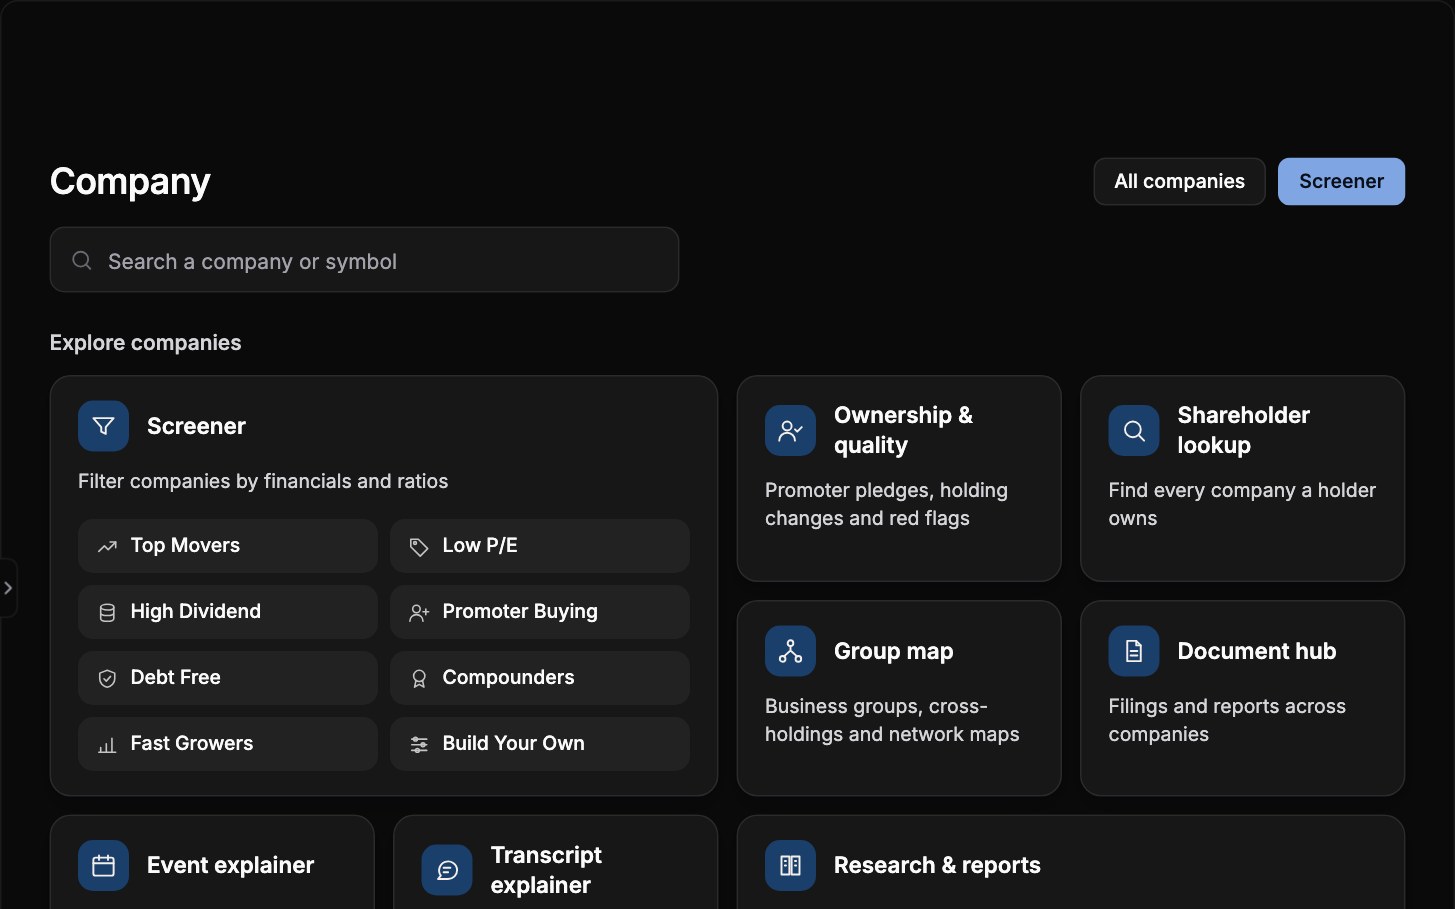 Company
All companies
Screener
Search a company or symbol
Explore companies
Screener
Filter companies by financials and ratios
Top Movers
Low P/E
High Dividend
Promoter Buying
Debt Free
Compounders
Fast Growers
Build Your Own
Ownership &
quality
Promoter pledges, holding
changes and red flags
Shareholder
lookup
Find every company a holder
owns
Group map
Business groups, cross-
holdings and network maps
Document hub
Filings and reports across
companies
Event explainer
Transcript
explainer
Research & reports